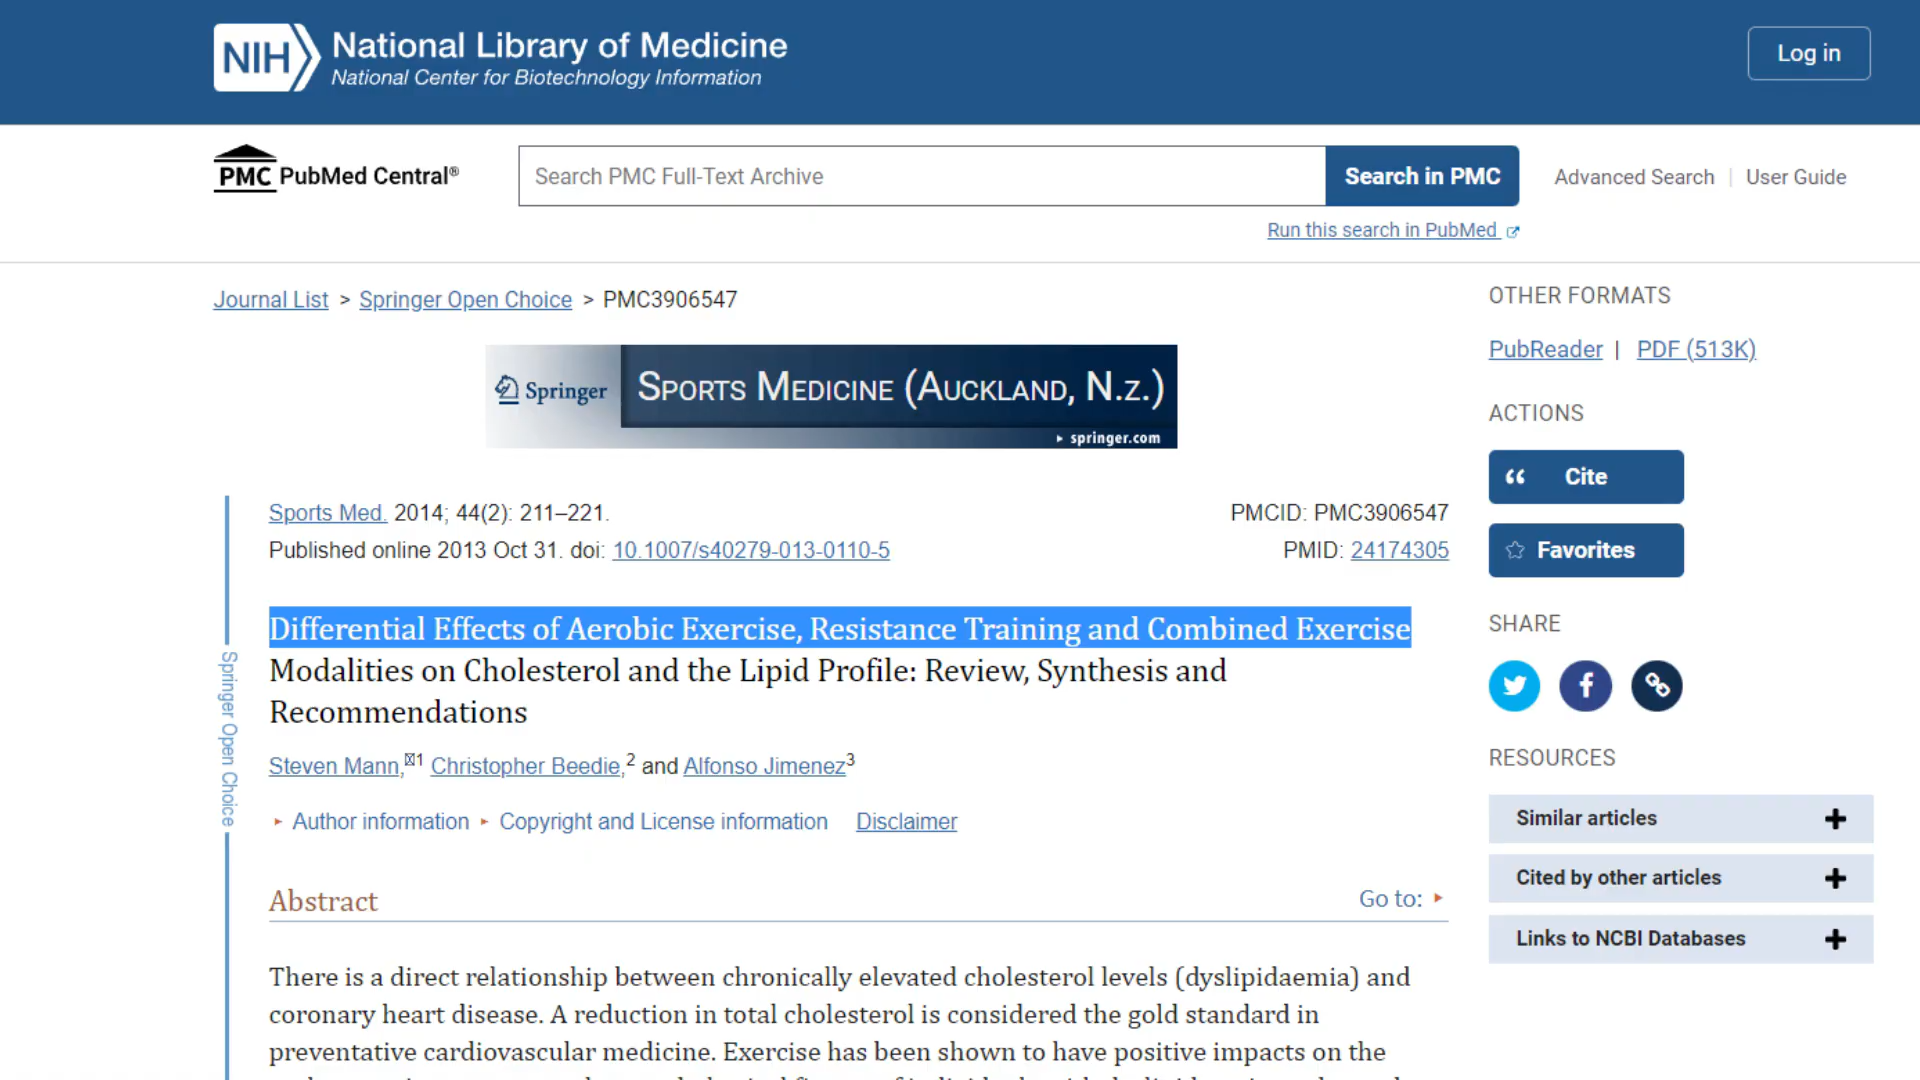 NIH National Library of Medicine
National Center for Biotechnology Information
Log in
PMC PubMed Central®
Search PMC Full-Text Archive
Search in PMC
Advanced Search | User Guide
Run this search in PubMed
Journal List > Springer Open Choice > PMC3906547
Springer
SPORTS MEDICINE (AUCKLAND, N.Z.)
springer.com
Sports Med. 2014; 44(2): 211–221.
PMCID: PMC3906547
Published online 2013 Oct 31. doi: 10.1007/s40279-013-0110-5
PMID: 24174305
Differential Effects of Aerobic Exercise, Resistance Training and Combined Exercise
Modalities on Cholesterol and the Lipid Profile: Review, Synthesis and
Recommendations
Steven Mann,1 Christopher Beedie,2 and Alfonso Jimenez3
Author information Copyright and License information Disclaimer
Abstract
Go to:
There is a direct relationship between chronically elevated cholesterol levels (dyslipidaemia) and
coronary heart disease. A reduction in total cholesterol is considered the gold standard in
preventative cardiovascular medicine. Exercise has been shown to have positive impacts on the
Springer Open Choice
OTHER FORMATS
PubReader | PDF (513K)
ACTIONS
Cite
Favorites
SHARE
RESOURCES
Similar articles
Cited by other articles
Links to NCBI Databases